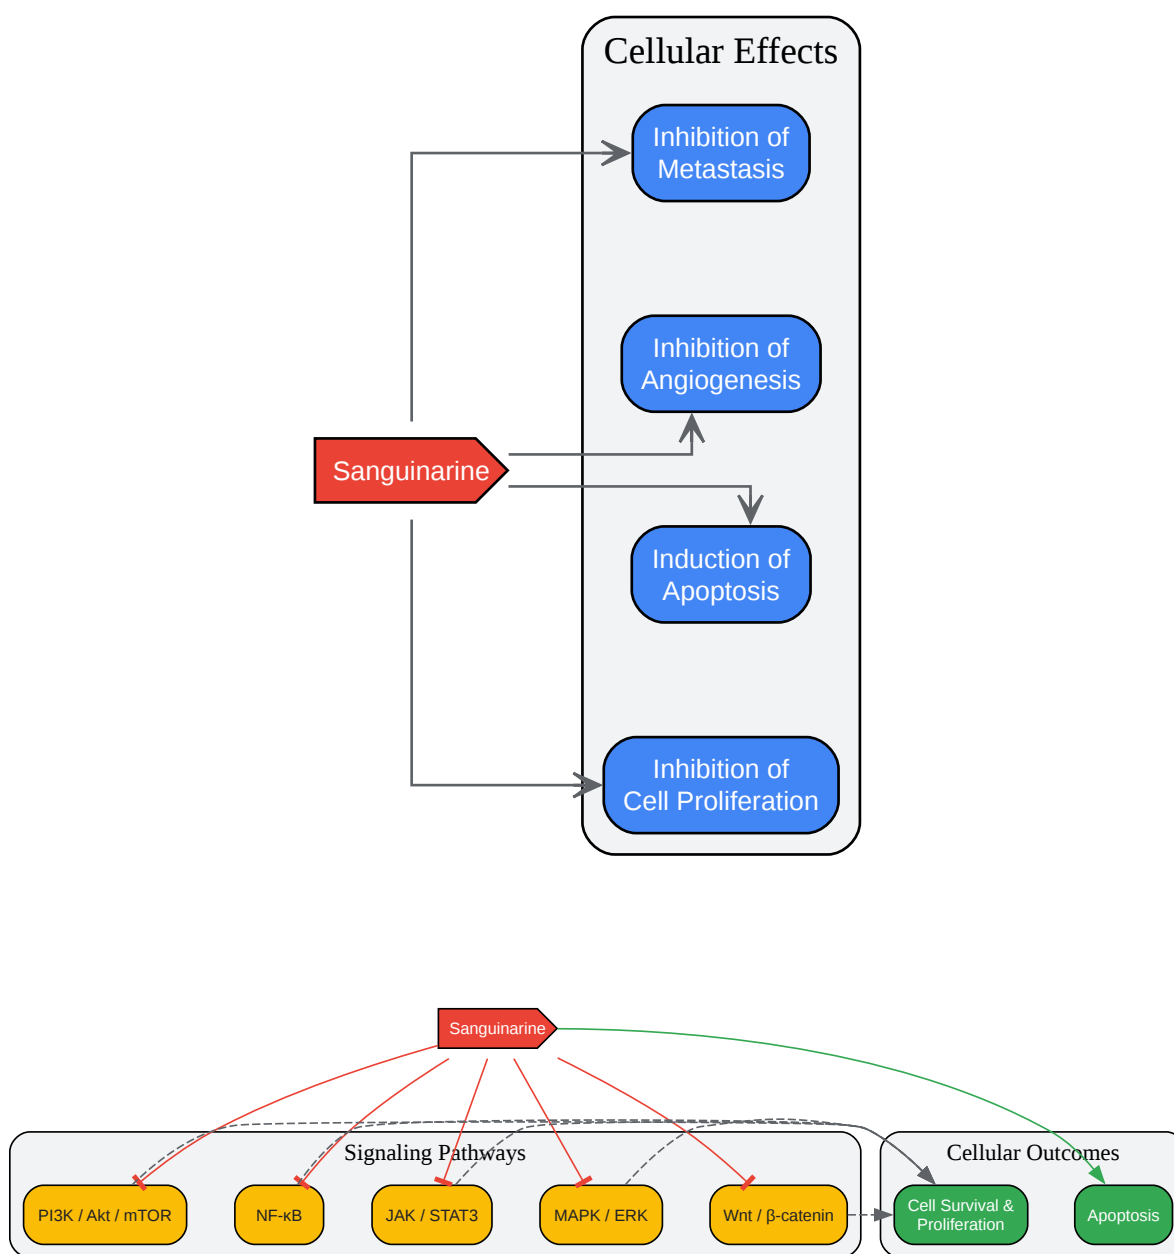 Cellular Effects
Inhibition of
Metastasis
Inhibition of
Angiogenesis
Sanguinarine
Induction of
Apoptosis
Inhibition of
Cell Proliferation
Sanguinarine
Signaling Pathways
Cellular Outcomes
PI3K / Akt / mTOR
NF-κB
JAK / STAT3
MAPK / ERK
Wnt / β-catenin
Cell Survival &
Proliferation
Apoptosis